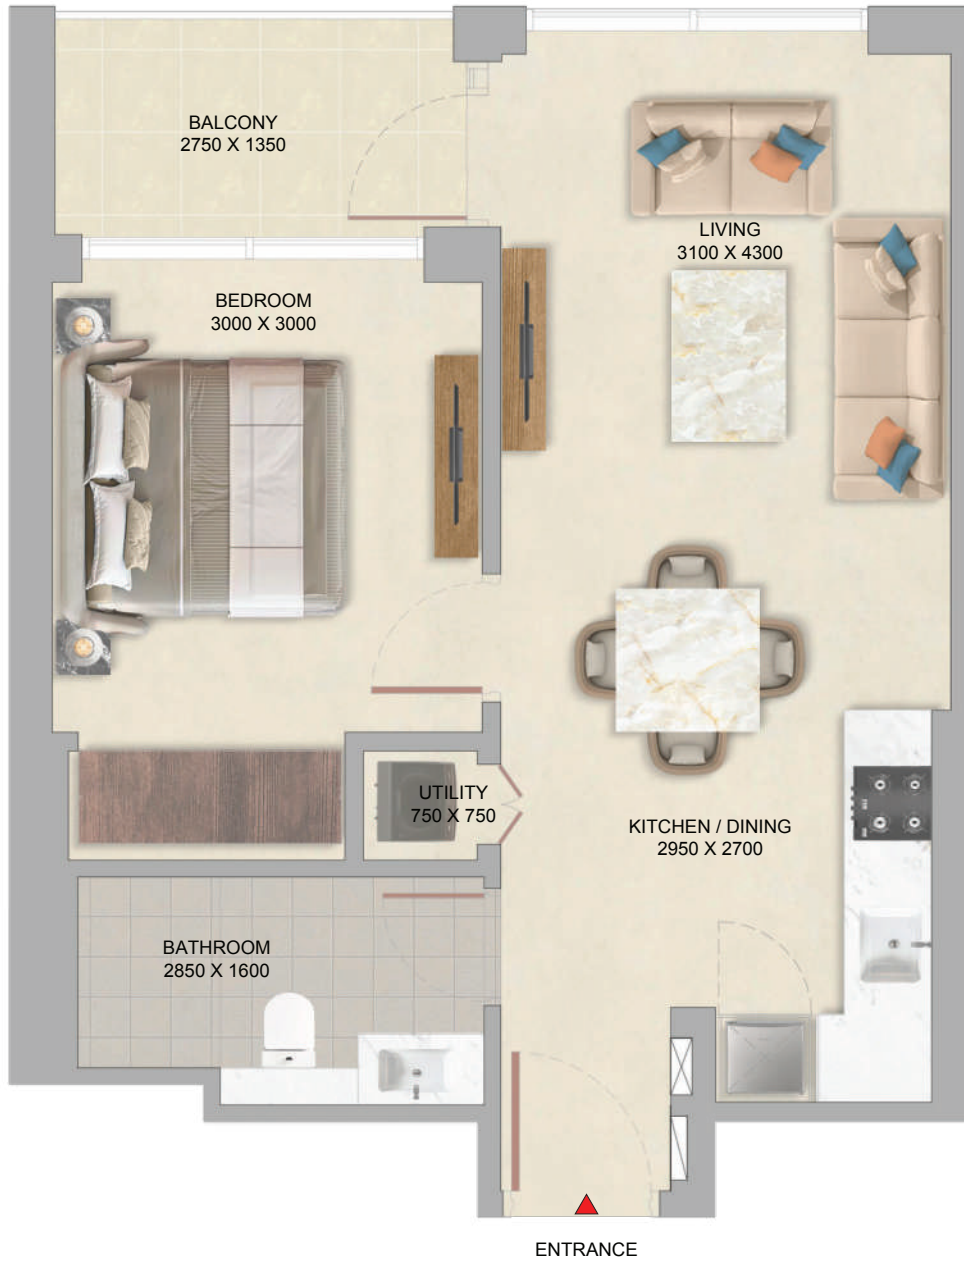 BALCONY
2750 X 1350
LIVING
3100 X 4300
BEDROOM
3000 X 3000
UTILITY
750 X 750
KITCHEN / DINING
2950 X 2700
BATHROOM
2850 X 1600
ENTRANCE